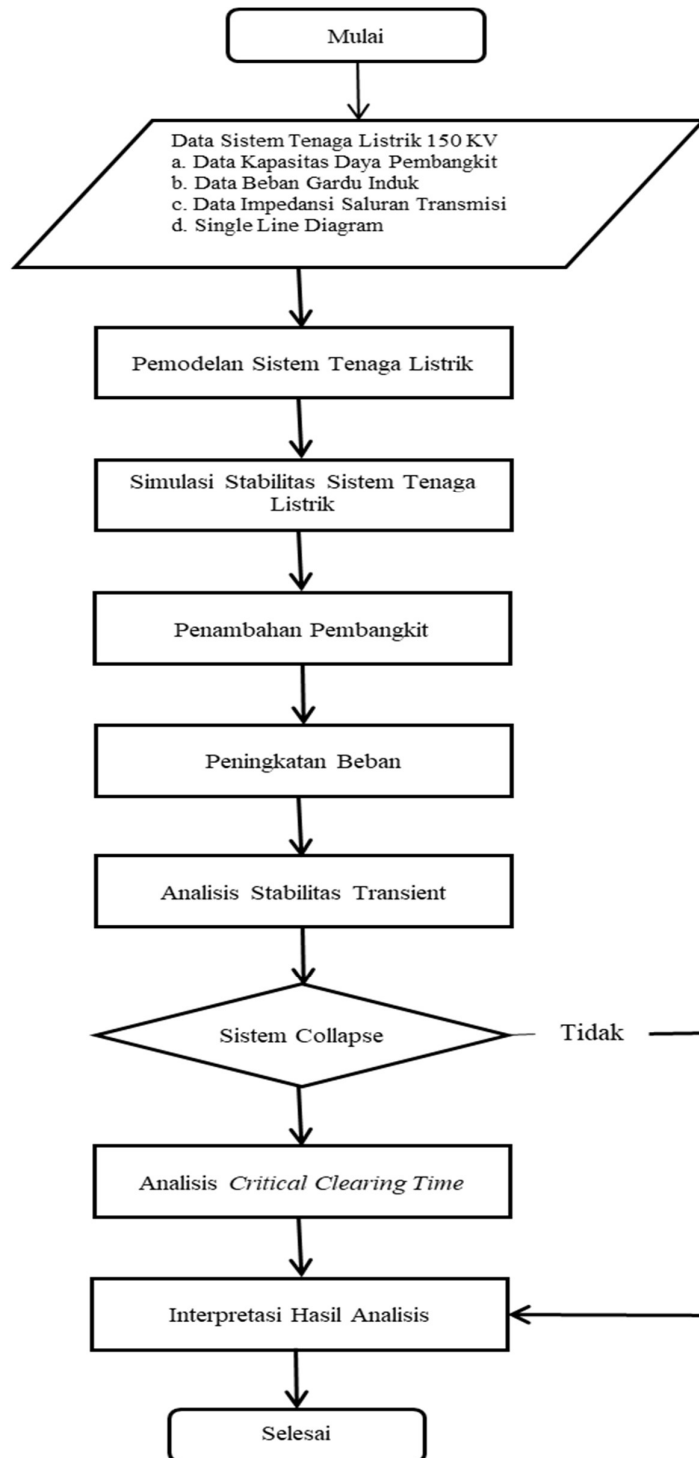 Mulai
Data Sistem Tenaga Listrik 150 KV
a. Data Kapasitas Daya Pembangkit
b. Data Beban Gardu Induk
c. Data Impedansi Saluran Transmisi
d. Single Line Diagram
Pemodelan Sistem Tenaga Listrik
Simulasi Stabilitas Sistem Tenaga
Listrik
Penambahan Pembangkit
Peningkatan Beban
Analisis Stabilitas Transient
Sistem Collapse
Tidak
Analisis Critical Clearing Time
Interpretasi Hasil Analisis
Selesai